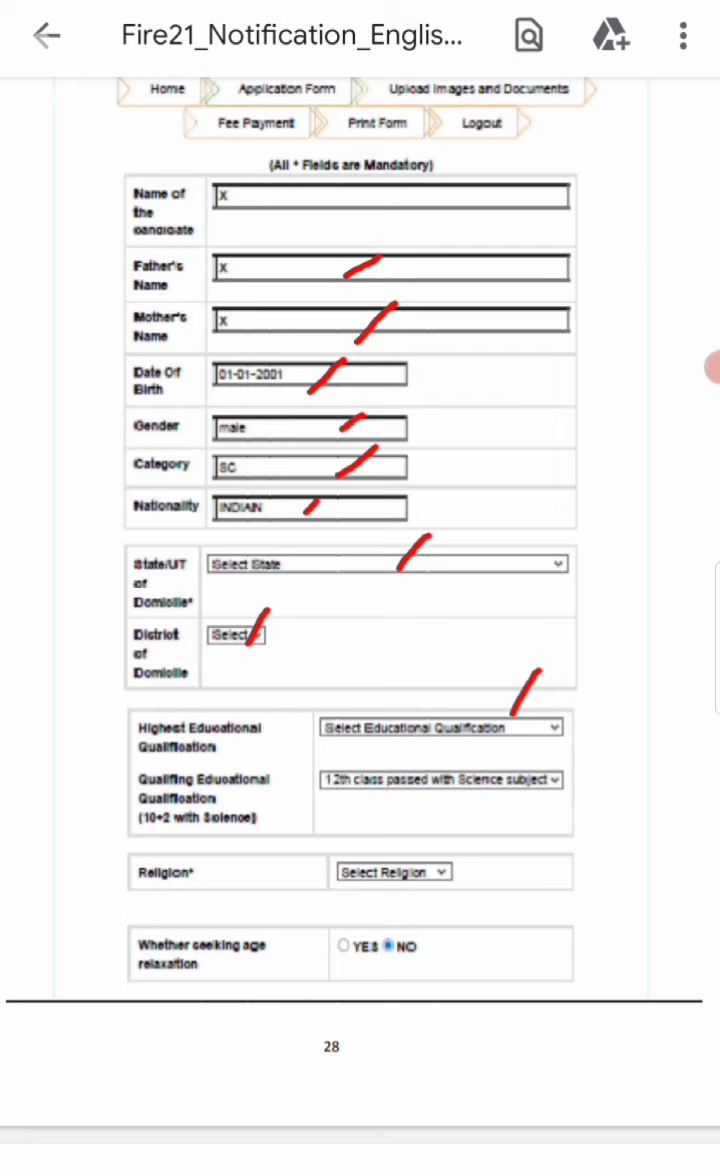 Fire21_Notification_Englis...
Home Application Form Upload Images and Documents
Fee Payment Print Form Logout
(All * Fields are Mandatory)
Name of the candidate X
Father's Name X
Mother's Name X
Date Of Birth 01-01-2001
Gender male
Category SC
Nationality INDIAN
State/UT of Domicile* Select State
District of Domicile Select
Highest Educational Qualification Select Educational Qualification
Qualifing Educational Qualification (10+2 with Science) 12th class passed with Science subject
Religion* Select Religion
Whether seeking age relaxation YES NO
28